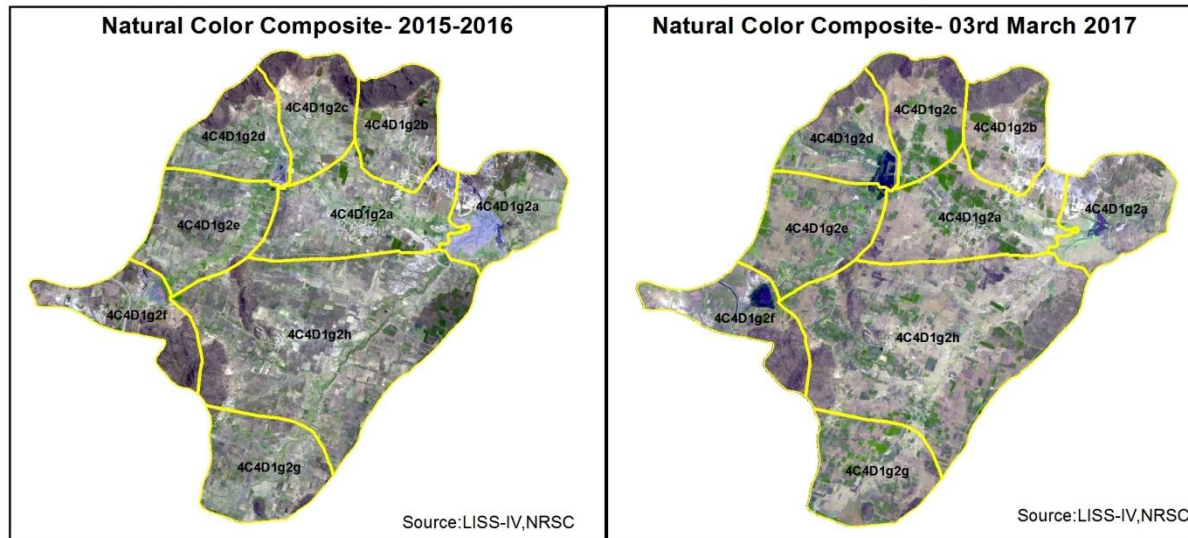 Natural Color Composite- 2015-2016
4C4D1g2c
4C4D1g2b
4C4D1g2d
4C4D1g2a
4C4D1g2a
4C4D1g2e
4C4D1g2f
4C4D1g2h
4C4D1g2g
Source:LISS-IV,NRSC
Natural Color Composite- 03rd March 2017
4C4D1g2c
4C4D1g2b
4C4D1g2d
4C4D1g2a
4C4D1g2a
4C4D1g2e
4C4D1g2f
4C4D1g2h
4C4D1g2g
Source:LISS-IV,NRSC